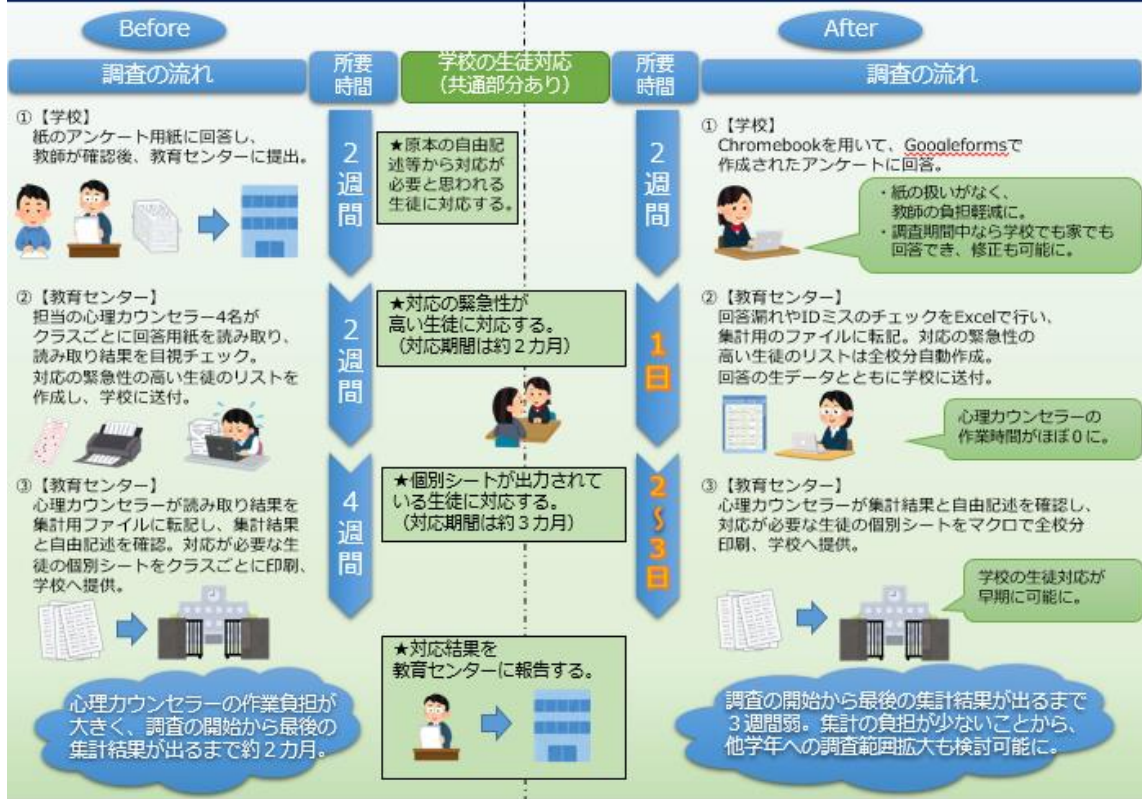 Before
After
調査の流れ
所要
時間
学校の生徒対応
（共通部分あり）
所要
時間
調査の流れ
①【学校】
紙のアンケート用紙に回答し、
教師が確認後、教育センターに提出。
2週間
★原本の自由記
述等から対応が
必要と思われる
生徒に対応する。
2週間
①【学校】
Chromebookを用いて、Googleformsで
作成されたアンケートに回答。
・紙の扱いがなく、
教師の負担軽減に。
・調査期間中なら学校でも家でも
回答でき、修正も可能に。
②【教育センター】
担当の心理カウンセラー4名が
クラスごとに回答用紙を読み取り、
読み取り結果を目視チェック。
対応の緊急性の高い生徒のリストを
作成し、学校に送付。
2週間
★対応の緊急性が
高い生徒に対応する。
（対応期間は約２カ月）
1日
②【教育センター】
回答漏れやIDミスのチェックをExcelで行い、
集計用のファイルに転記。対応の緊急性の
高い生徒のリストは全校分自動作成。
回答の生データとともに学校に送付。
心理カウンセラーの
作業時間がほぼ０に。
③【教育センター】
心理カウンセラーが読み取り結果を
集計用ファイルに転記し、集計結果
と自由記述を確認。対応が必要な生
徒の個別シートをクラスごとに印刷、
学校へ提供。
4週間
★個別シートが出力されて
いる生徒に対応する。
（対応期間は約３カ月）
2～3日
③【教育センター】
心理カウンセラーが集計結果と自由記述を確認し、
対応が必要な生徒の個別シートをマクロで全校分
印刷、学校へ提供。
学校の生徒対応が
早期に可能に。
★対応結果を
教育センターに報告する。
心理カウンセラーの作業負担が
大きく、調査の開始から最後の
集計結果が出るまで約２カ月。
調査の開始から最後の集計結果が出るまで
３週間弱。集計の負担が少ないことから、
他学年への調査範囲拡大も検討可能に。